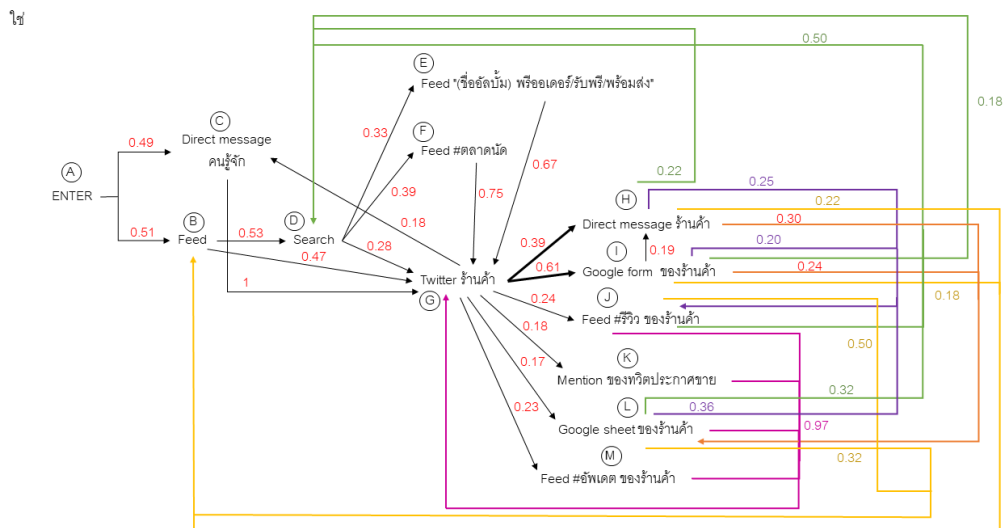 ใช่
0.50
E
Feed "(ชื่ออัลบั้ม) พรีออเดอร์/รับพรี/พร้อมส่ง"
0.18
C
0.33
F
Direct message
คนรู้จัก
0.49
Feed #ตลาดนัด
0.67
A
ENTER
0.39
0.75
0.22
H
0.25
0.22
B
D
0.18
Direct message ร้านค้า
0.30
0.51
Feed
0.53
Search
0.28
0.39
I
0.19
0.20
0.47
0.61
Google form ของร้านค้า
0.24
1
Twitter ร้านค้า
G
0.24
J
0.18
Feed #รีวิว ของร้านค้า
0.18
0.50
0.17
K
Mention ของทวิตประกาศขาย
0.23
L
0.32
0.36
Google sheet ของร้านค้า
0.97
M
0.32
Feed #อัพเดต ของร้านค้า